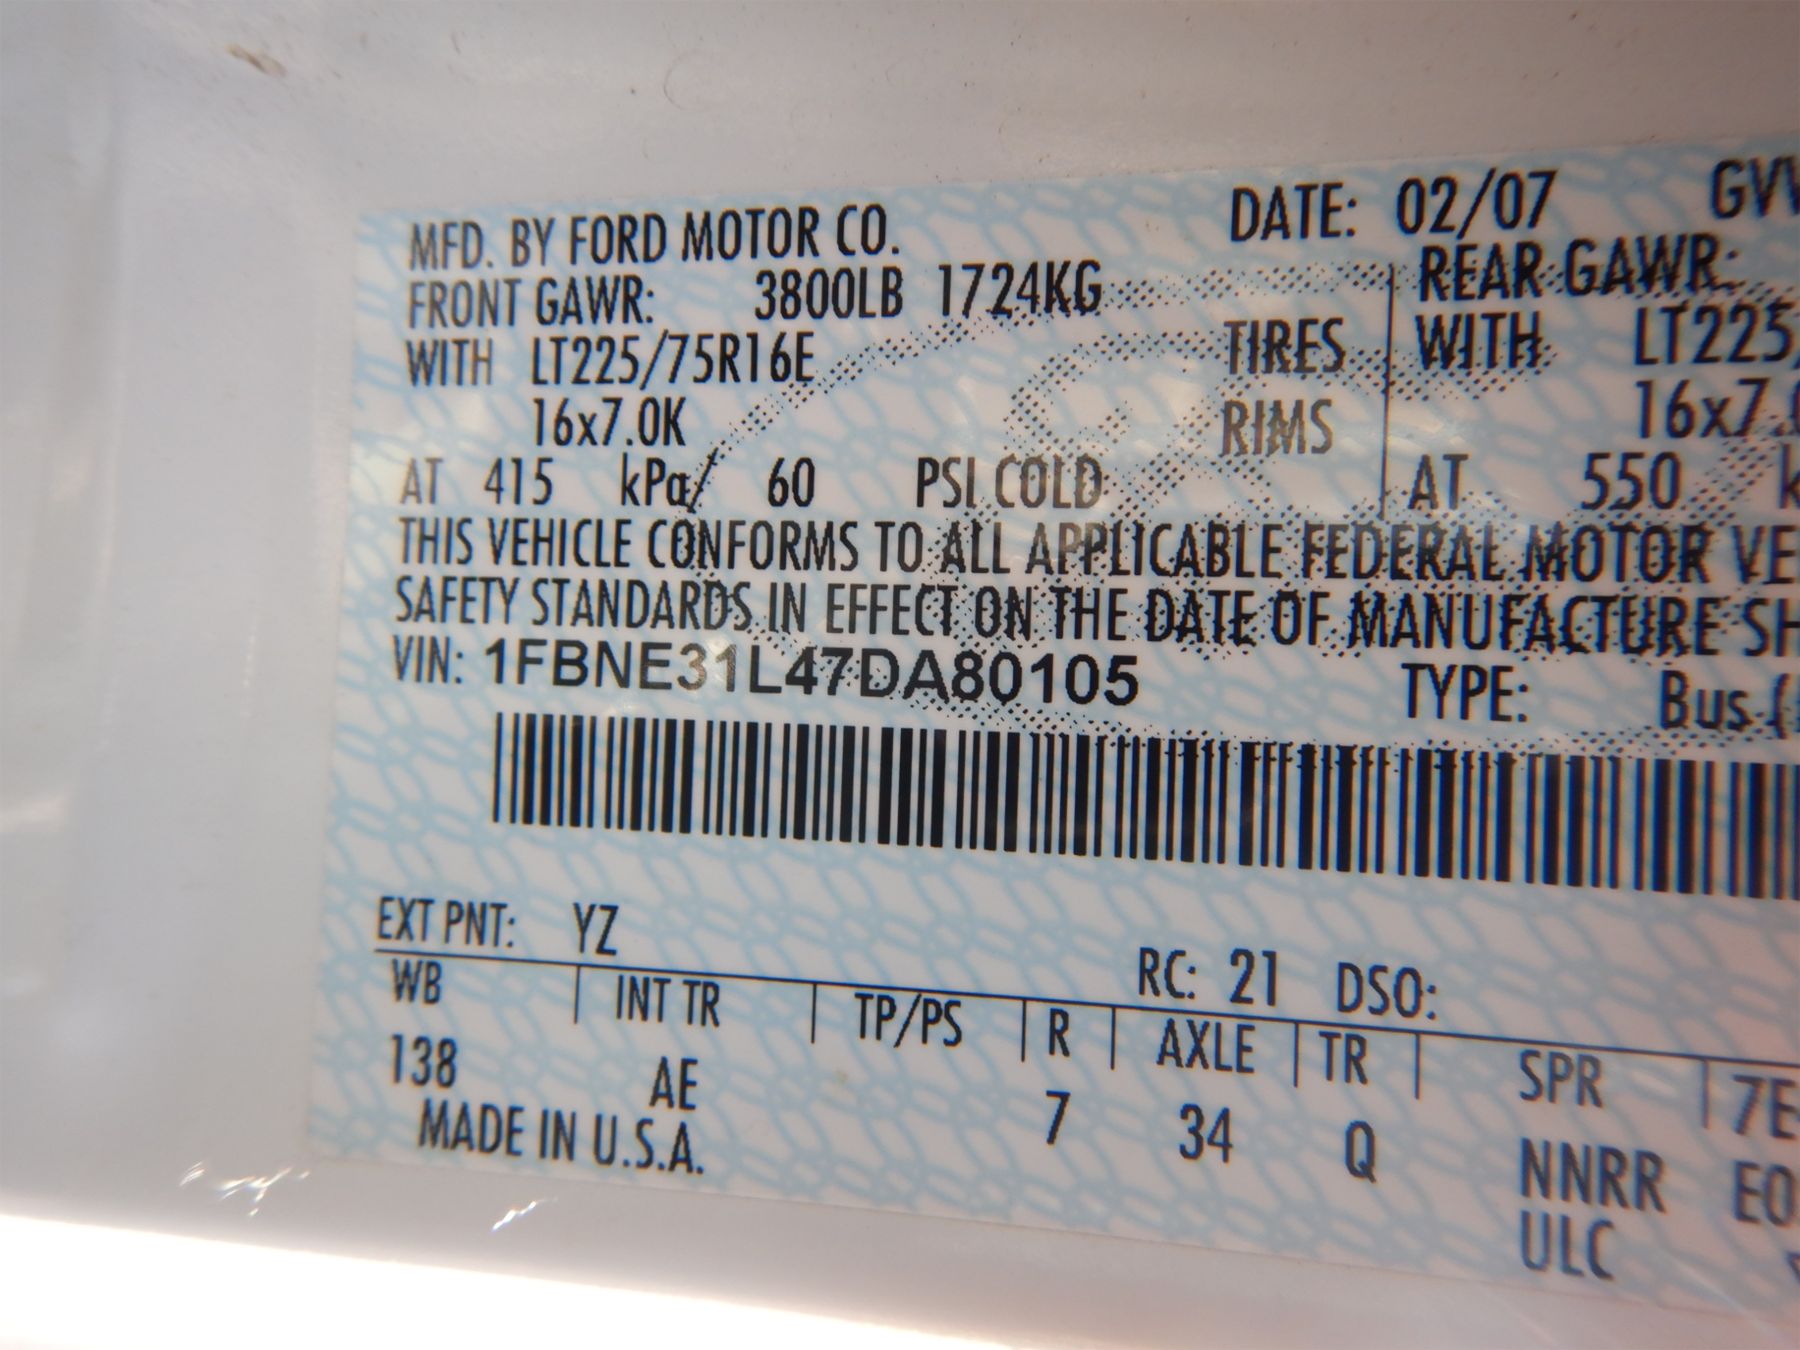 MFD. BY FORD MOTOR CO. DATE: 02/07
FRONT GAWR: 3800LB 1724KG REAR GAWR:
WITH LT225/75R16E TIRES WITH LT225
16x7.0K RIMS 16x7.0
AT 415 kPa/ 60 PSI COLD AT 550
THIS VEHICLE CONFORMS TO ALL APPLICABLE FEDERAL MOTOR VE
SAFETY STANDARDS IN EFFECT ON THE DATE OF MANUFACTURE SH
VIN: 1FBNE31L47DA80105 TYPE: Bus (
EXT PNT: YZ RC: 21 DSO:
WB INT TR TP/PS R AXLE TR SPR 7E
138 AE 7 34 Q NNRR E0
MADE IN U.S.A. ULC